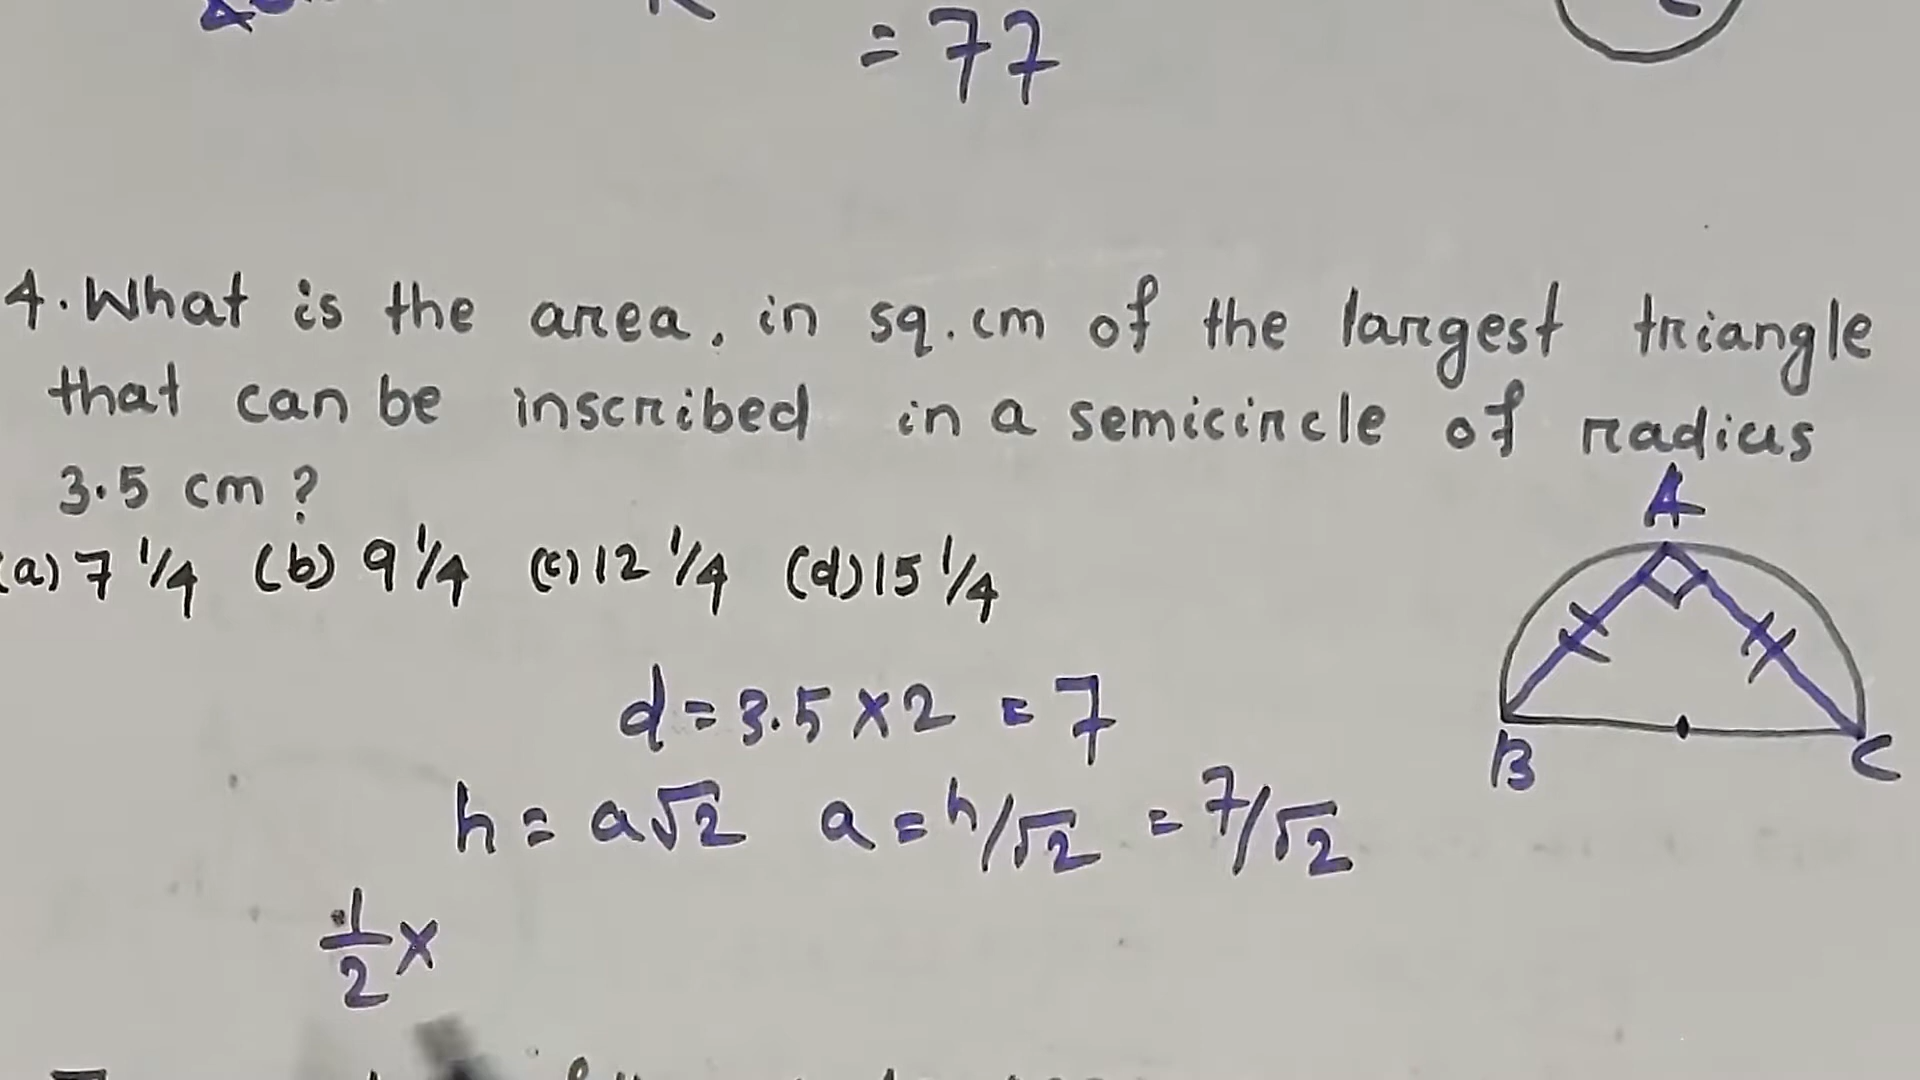 = 77
4. What is the area, in sq. cm of the largest triangle
that can be inscribed in a semicircle of radius
3.5 cm?
(a) 7 1/4 (b) 9 1/4 (c) 12 1/4 (d) 15 1/4
A
B
C
d = 3.5 × 2 = 7
h = a√2 a = h/√2 = 7/√2
1/2 ×